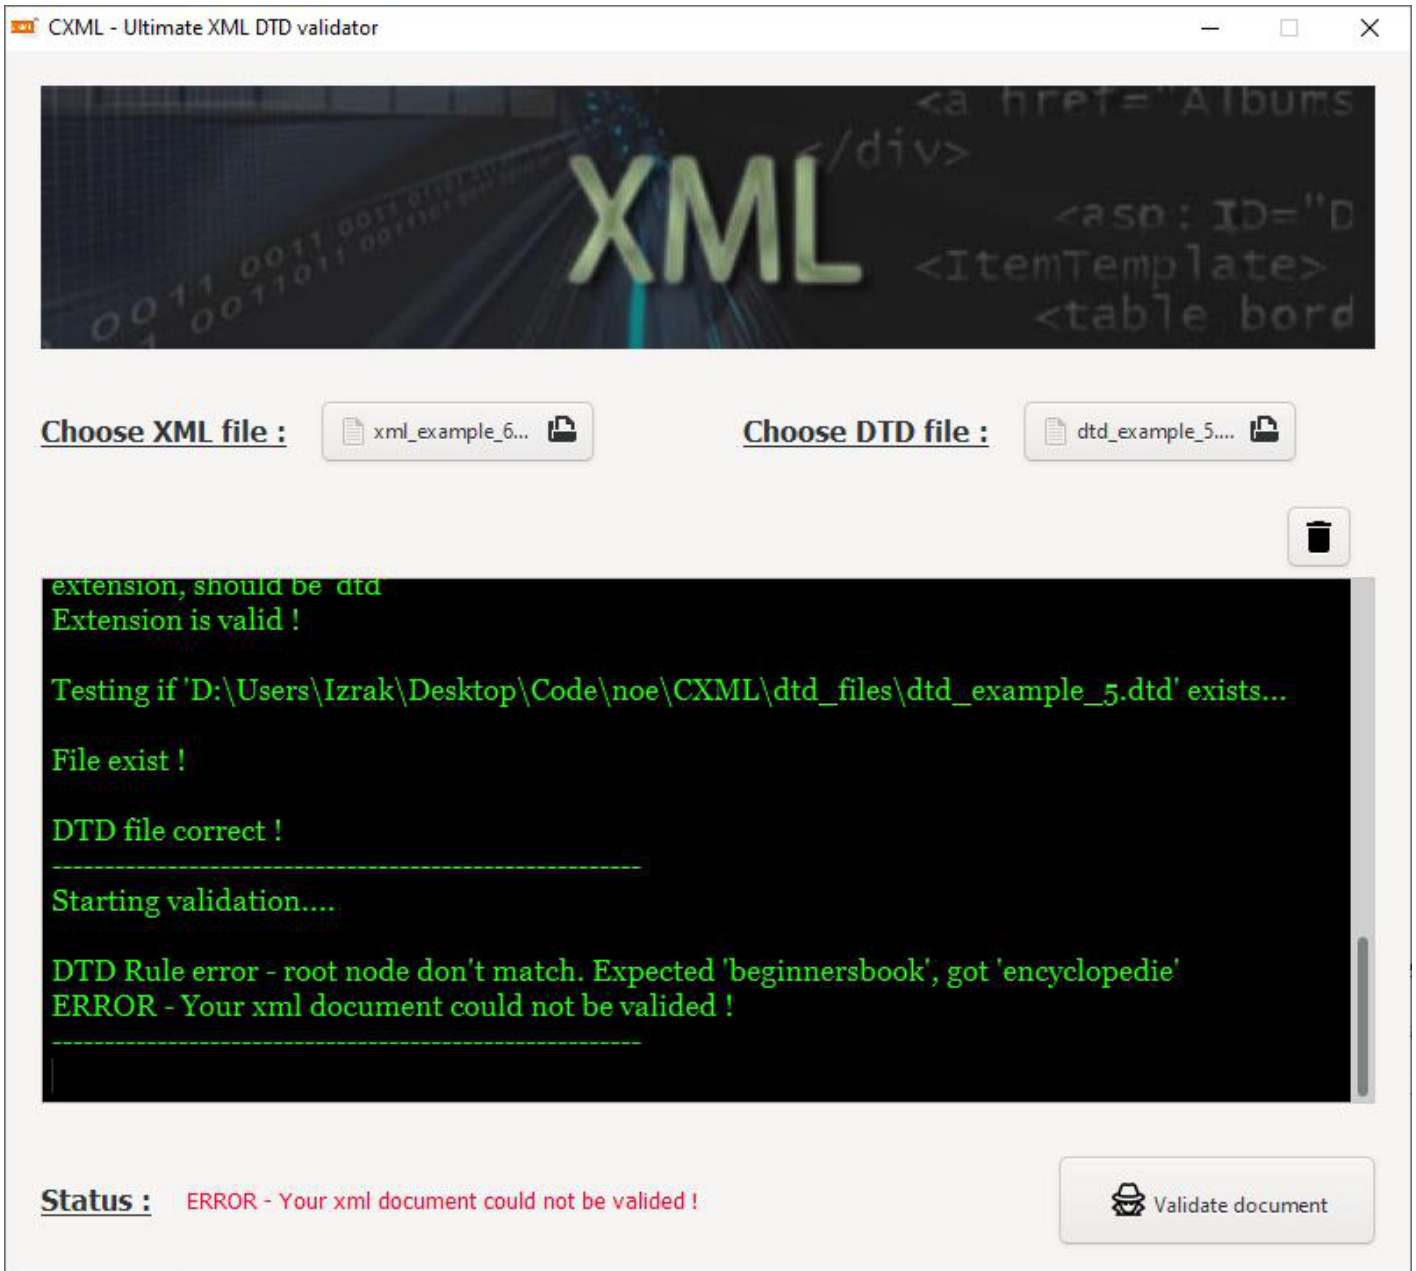 CXML - Ultimate XML DTD validator
<a href="Albums
</div>
XML
<asp: ID="D
<ItemTemplate>
<table bord
0011 0011
Choose XML file :
xml_example_6...
Choose DTD file :
dtd_example_5....
extension, should be 'dtd'
Extension is valid !
Testing if 'D:\Users\Izrak\Desktop\Code\noe\CXML\dtd_files\dtd_example_5.dtd' exists...
File exist !
DTD file correct !
--------------------------------------------------------
Starting validation....
DTD Rule error - root node don't match. Expected 'beginnersbook', got 'encyclopedie'
ERROR - Your xml document could not be valided !
--------------------------------------------------------
Status :
ERROR - Your xml document could not be valided !
Validate document